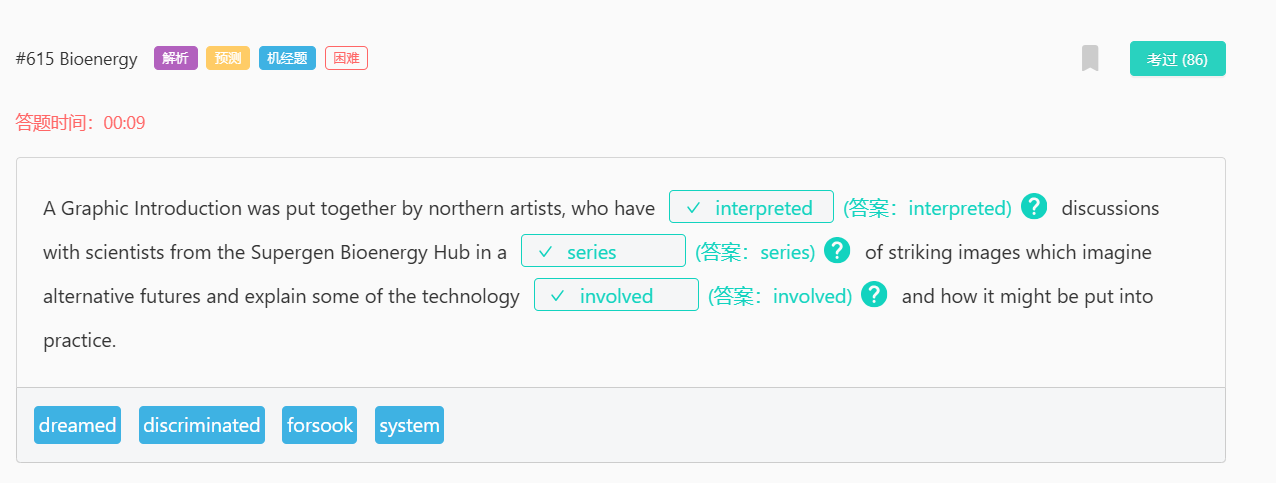 #615 Bioenergy 解析 预测 机经题 困难 考过 (86)
答题时间：00:09
A Graphic Introduction was put together by northern artists, who have ✓ interpreted (答案：interpreted) ? discussions
with scientists from the Supergen Bioenergy Hub in a ✓ series (答案：series) ? of striking images which imagine
alternative futures and explain some of the technology ✓ involved (答案：involved) ? and how it might be put into
practice.
dreamed discriminated forsook system